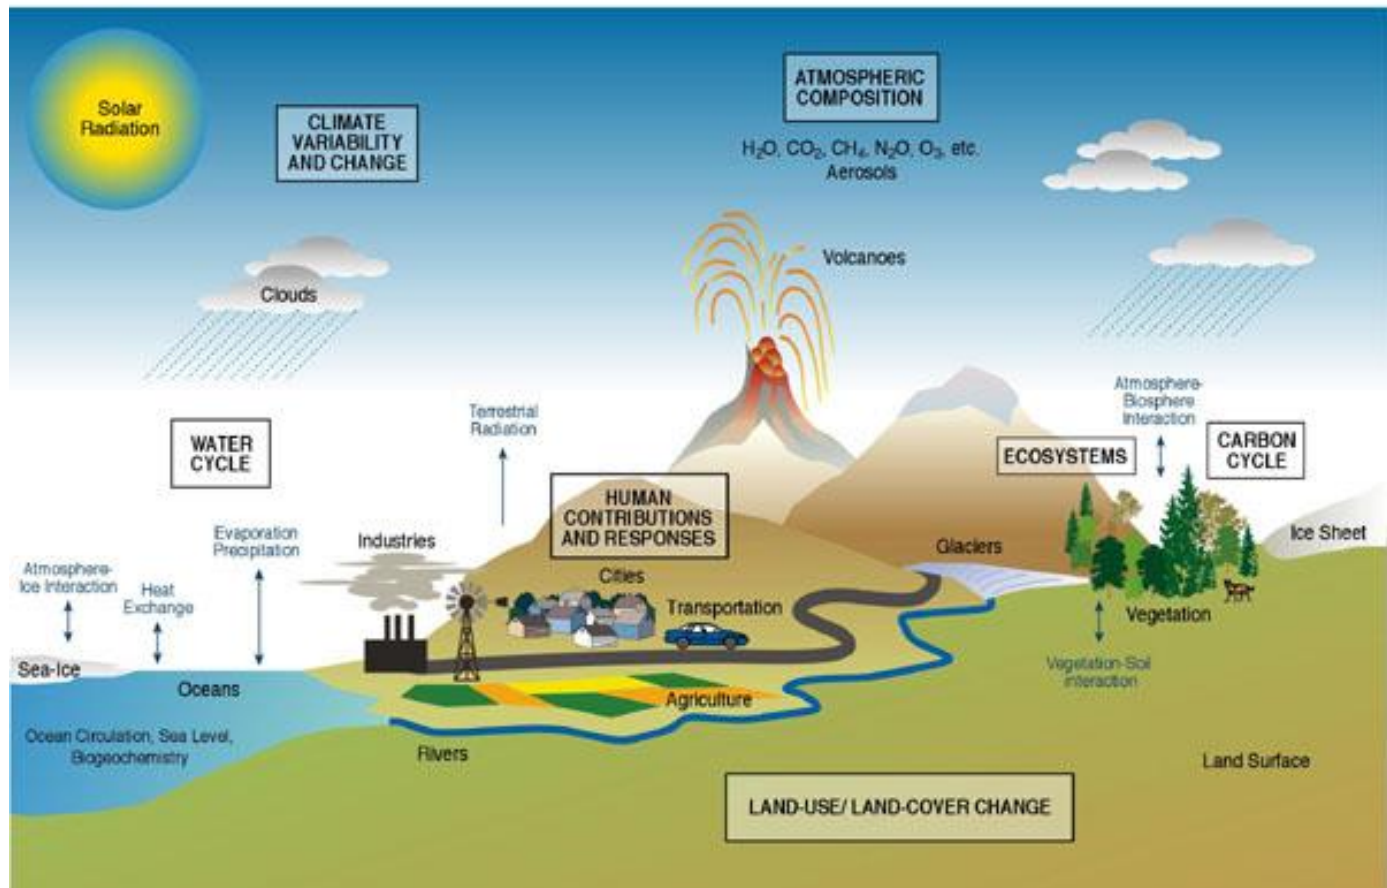 Solar
Radiation
CLIMATE
VARIABILITY
AND CHANGE
ATMOSPHERIC
COMPOSITION
H₂O, CO₂, CH₄, N₂O, O₃, etc.
Aerosols
Volcanoes
Clouds
Atmosphere-
Biosphere
Interaction
Terrestrial
Radiation
WATER
CYCLE
ECOSYSTEMS
CARBON
CYCLE
HUMAN
CONTRIBUTIONS
AND RESPONSES
Evaporation
Precipitation
Industries
Glaciers
Ice Sheet
Atmosphere-
Ice Interaction
Heat
Exchange
Cities
Transportation
Vegetation
Sea-Ice
Oceans
Agriculture
Vegetation-Soil
interaction
Ocean Circulation, Sea Level,
Biogeochemistry
Rivers
Land Surface
LAND-USE/ LAND-COVER CHANGE